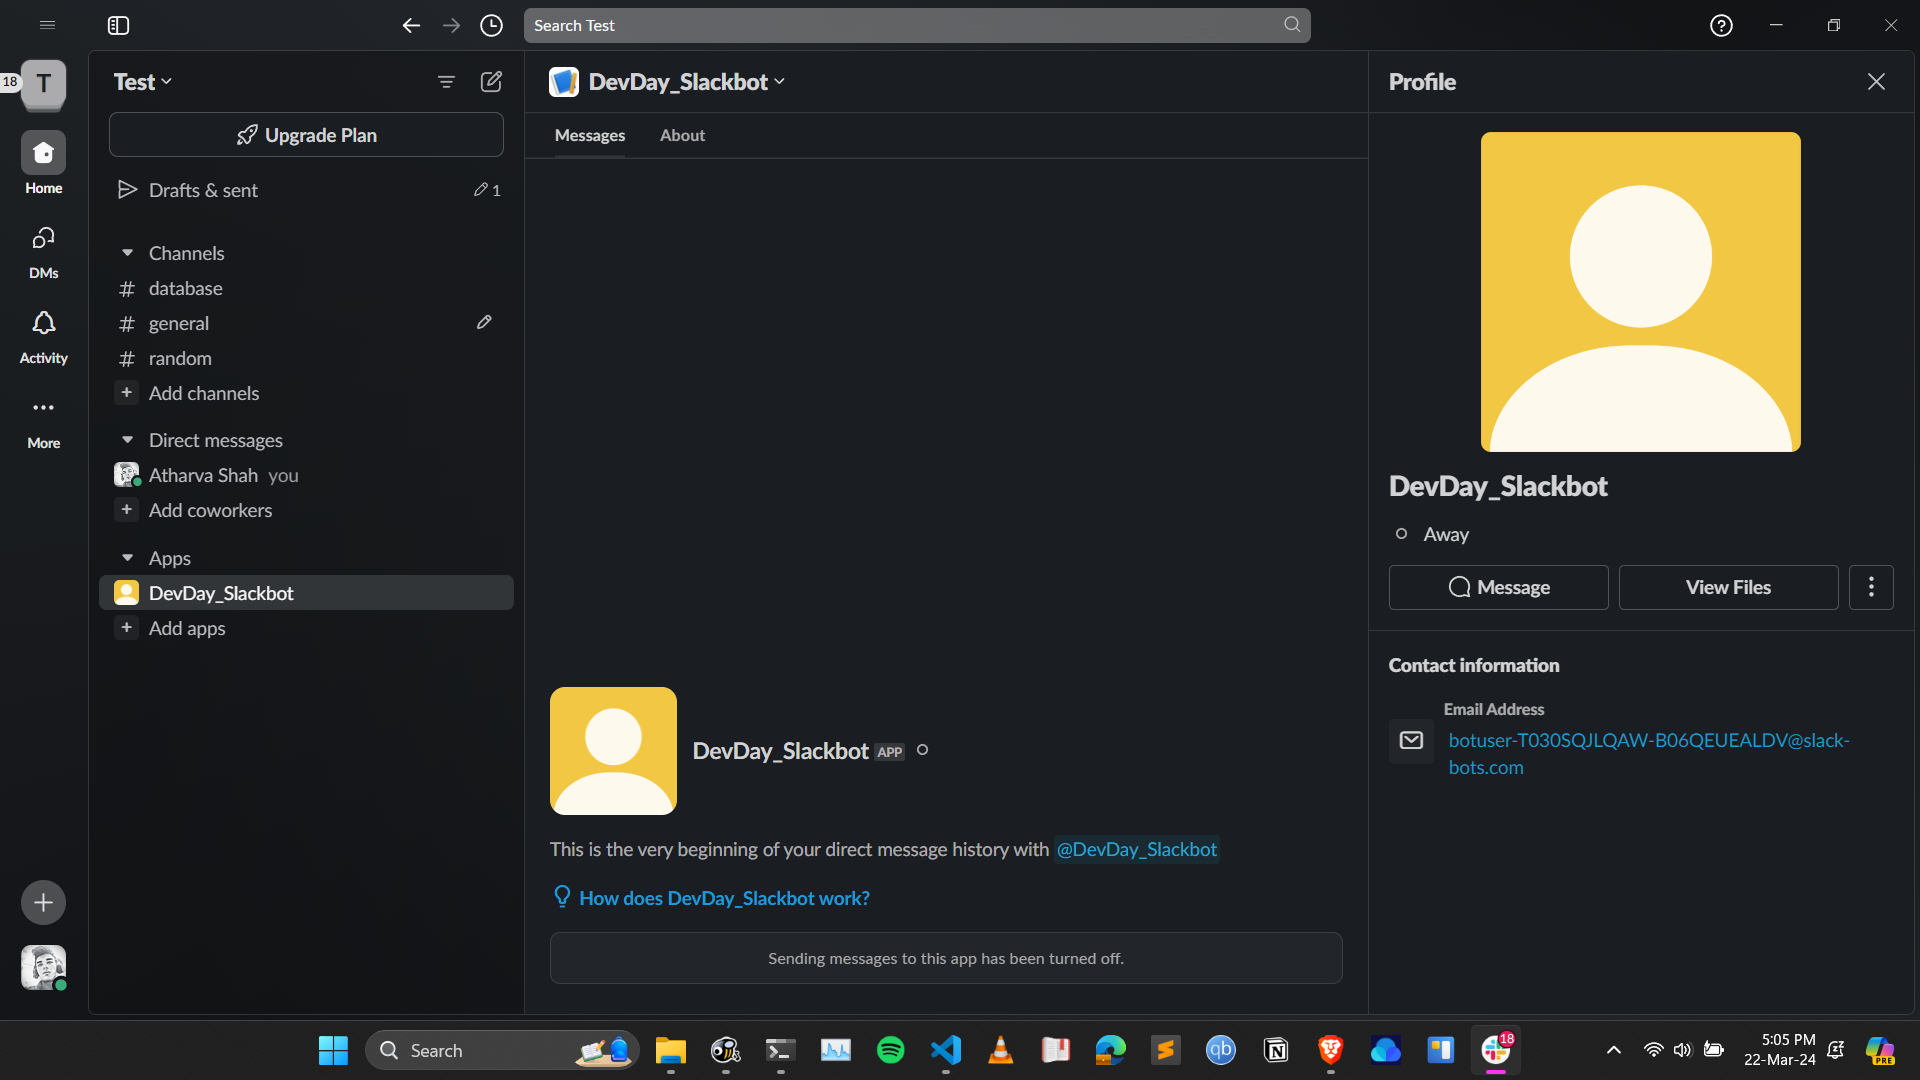 Search Test
18
T
Home
DMs
Activity
More
Test
Upgrade Plan
Drafts & sent
1
Channels
# database
# general
# random
+ Add channels
Direct messages
Atharva Shah you
+ Add coworkers
Apps
DevDay_Slackbot
+ Add apps
DevDay_Slackbot
Messages
About
DevDay_Slackbot APP
This is the very beginning of your direct message history with @DevDay_Slackbot
How does DevDay_Slackbot work?
Sending messages to this app has been turned off.
Profile
DevDay_Slackbot
Away
Message
View Files
Contact information
Email Address
botuser-T030SQJLQAW-B06QEUEALDV@slack-
bots.com
Search
qb
N
18
5:05 PM
22-Mar-24
PRE